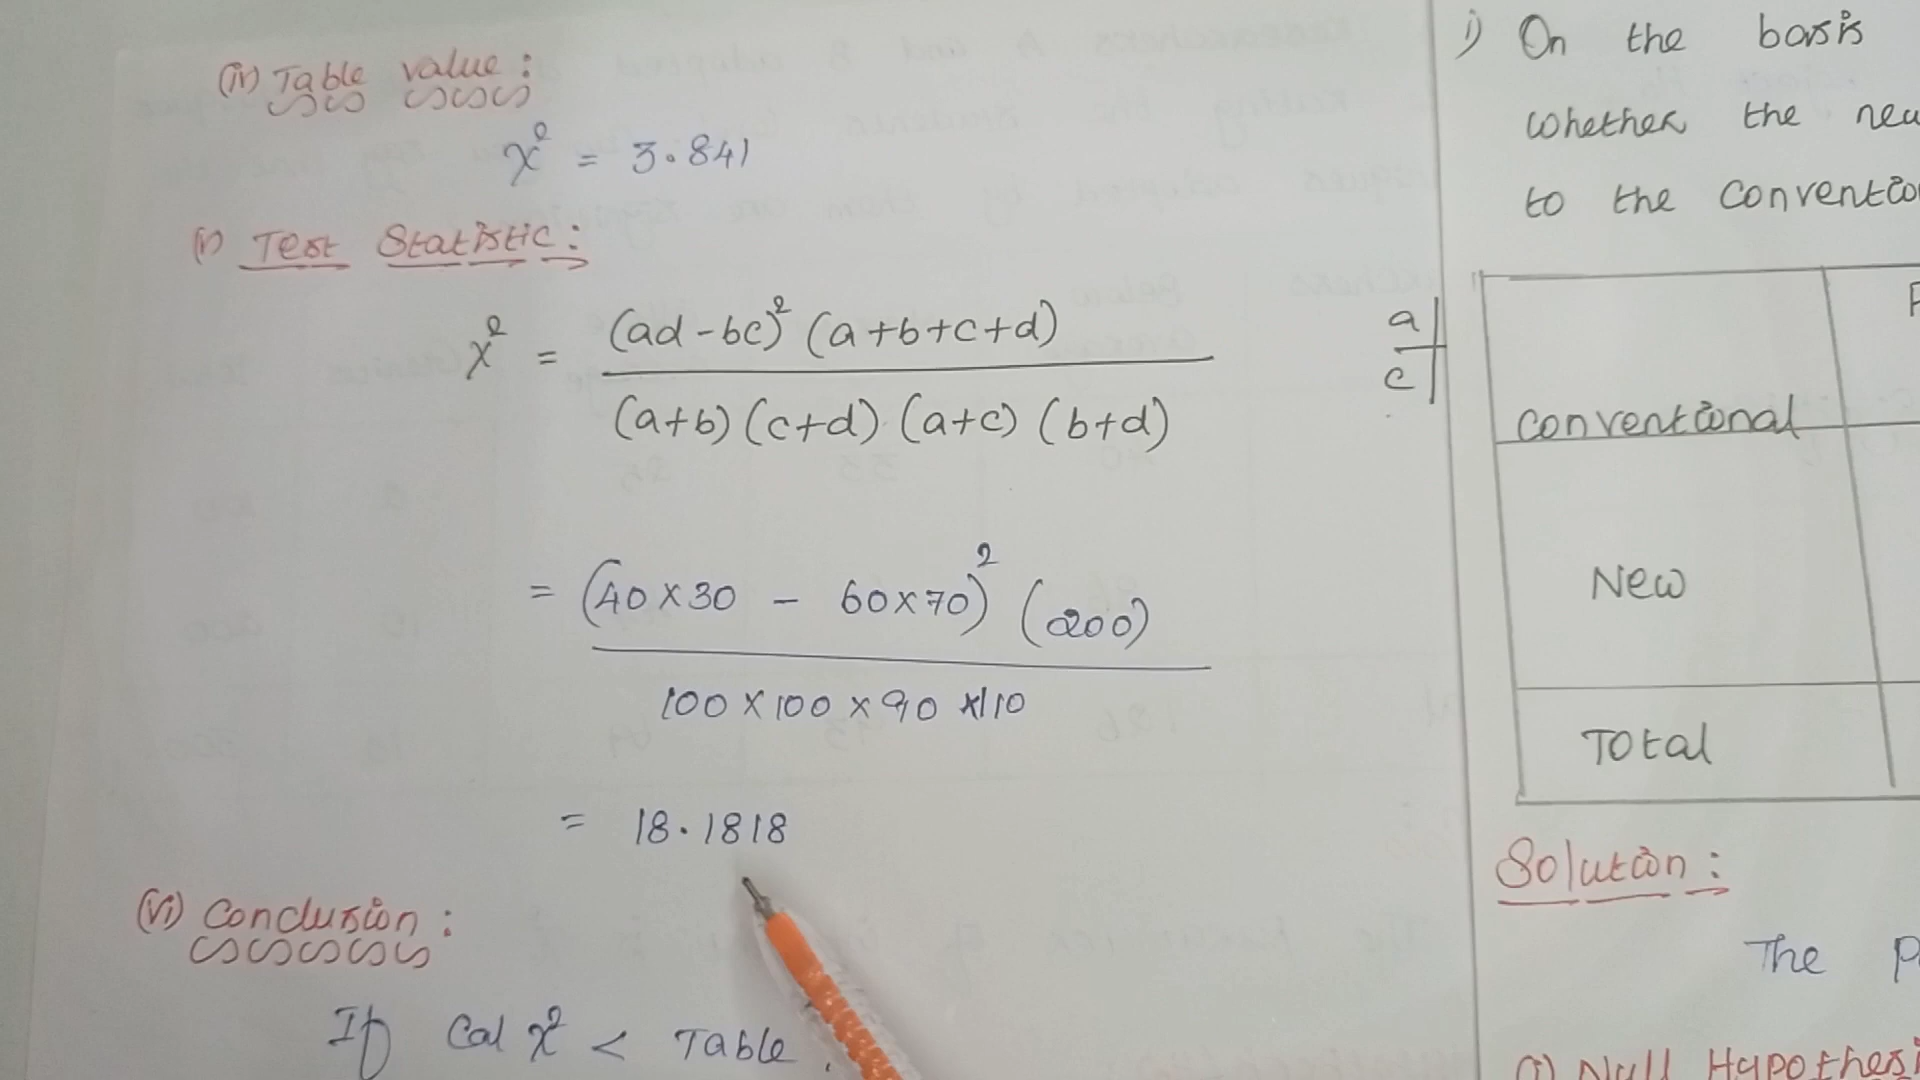 (iv) Table value:
χ² = 3.841
(v) Test Statistic:
χ² = (ad-bc)² (a+b+c+d)
(a+b) (c+d) (a+c) (b+d)
= (40×30 - 60×70)² (200)
100×100×90×110
= 18.1818
(vi) Conclusion:
If Cal χ² < Table
a
c
i) On the basis
whether the new
to the conventio
Conventional
New
Total
Solution:
The P
(i) Null Hypothesi